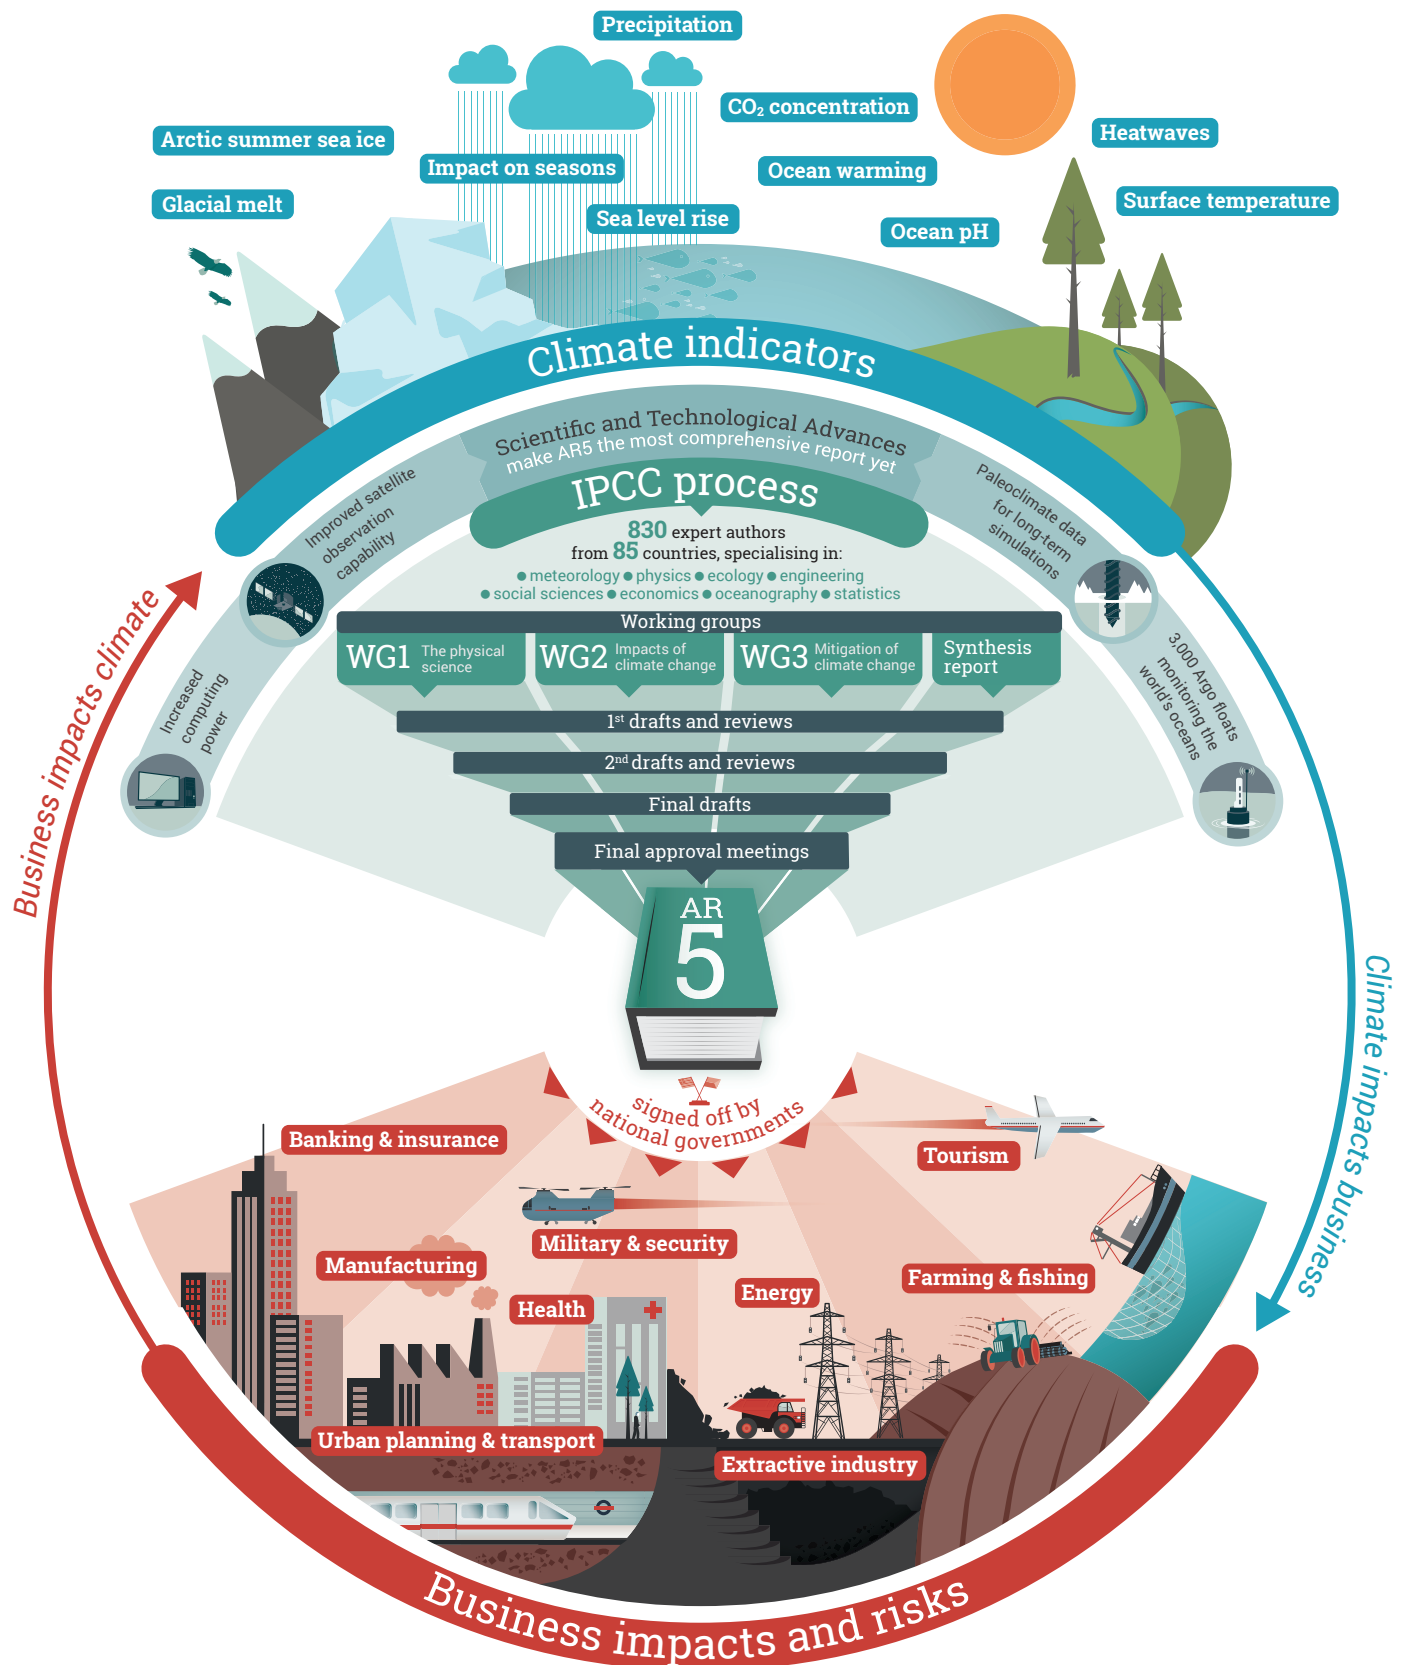 Precipitation
CO₂ concentration
Arctic summer sea ice
Heatwaves
Impact on seasons
Ocean warming
Glacial melt
Surface temperature
Sea level rise
Ocean pH
Climate indicators
Scientific and Technological Advances
make AR5 the most comprehensive report yet
Improved satellite
observation
capability
Increased
computing
power
Paleoclimate data
for long-term
simulations
3,000 Argo floats
monitoring the
world's oceans
IPCC process
830 expert authors
from 85 countries, specialising in:
● meteorology ● physics ● ecology ● engineering
● social sciences ● economics ● oceanography ● statistics
Working groups
WG1 The physical
science
WG2 Impacts of
climate change
WG3 Mitigation of
climate change
Synthesis
report
1st drafts and reviews
2nd drafts and reviews
Final drafts
Final approval meetings
AR
5
signed off by
national governments
Business impacts climate
Climate impacts business
Banking & insurance
Tourism
Military & security
Manufacturing
Farming & fishing
Energy
Health
Urban planning & transport
Extractive industry
Business impacts and risks